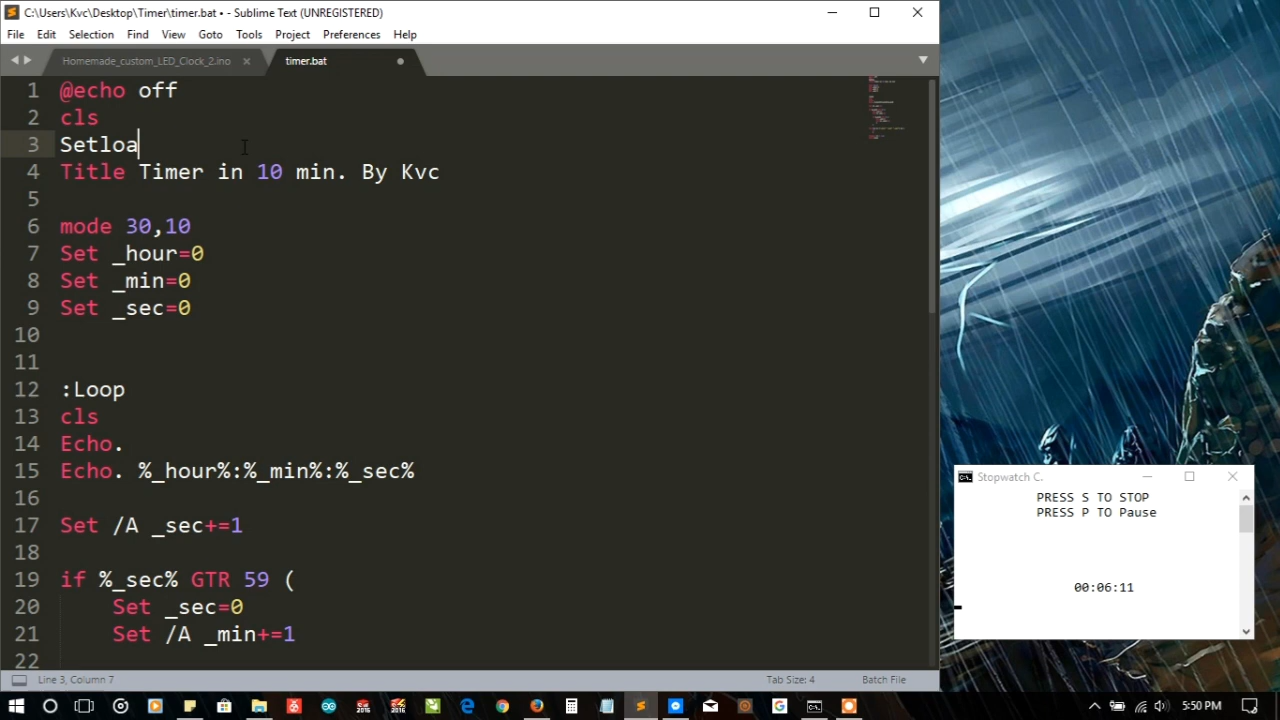 C:\Users\Kvc\Desktop\Timer\timer.bat • - Sublime Text (UNREGISTERED)
File Edit Selection Find View Goto Tools Project Preferences Help
Homemade_custom_LED_Clock_2.ino timer.bat
1 @echo off
2 cls
3 Setloa
4 Title Timer in 10 min. By Kvc
5
6 mode 30,10
7 Set _hour=0
8 Set _min=0
9 Set _sec=0
10
11
12 :Loop
13 cls
14 Echo.
15 Echo. %_hour%:%_min%:%_sec%
16
17 Set /A _sec+=1
18
19 if %_sec% GTR 59 (
20 Set _sec=0
21 Set /A _min+=1
22
Stopwatch C.
PRESS S TO STOP
PRESS P TO Pause
00:06:11
Line 3, Column 7 Tab Size: 4 Batch File
5:50 PM